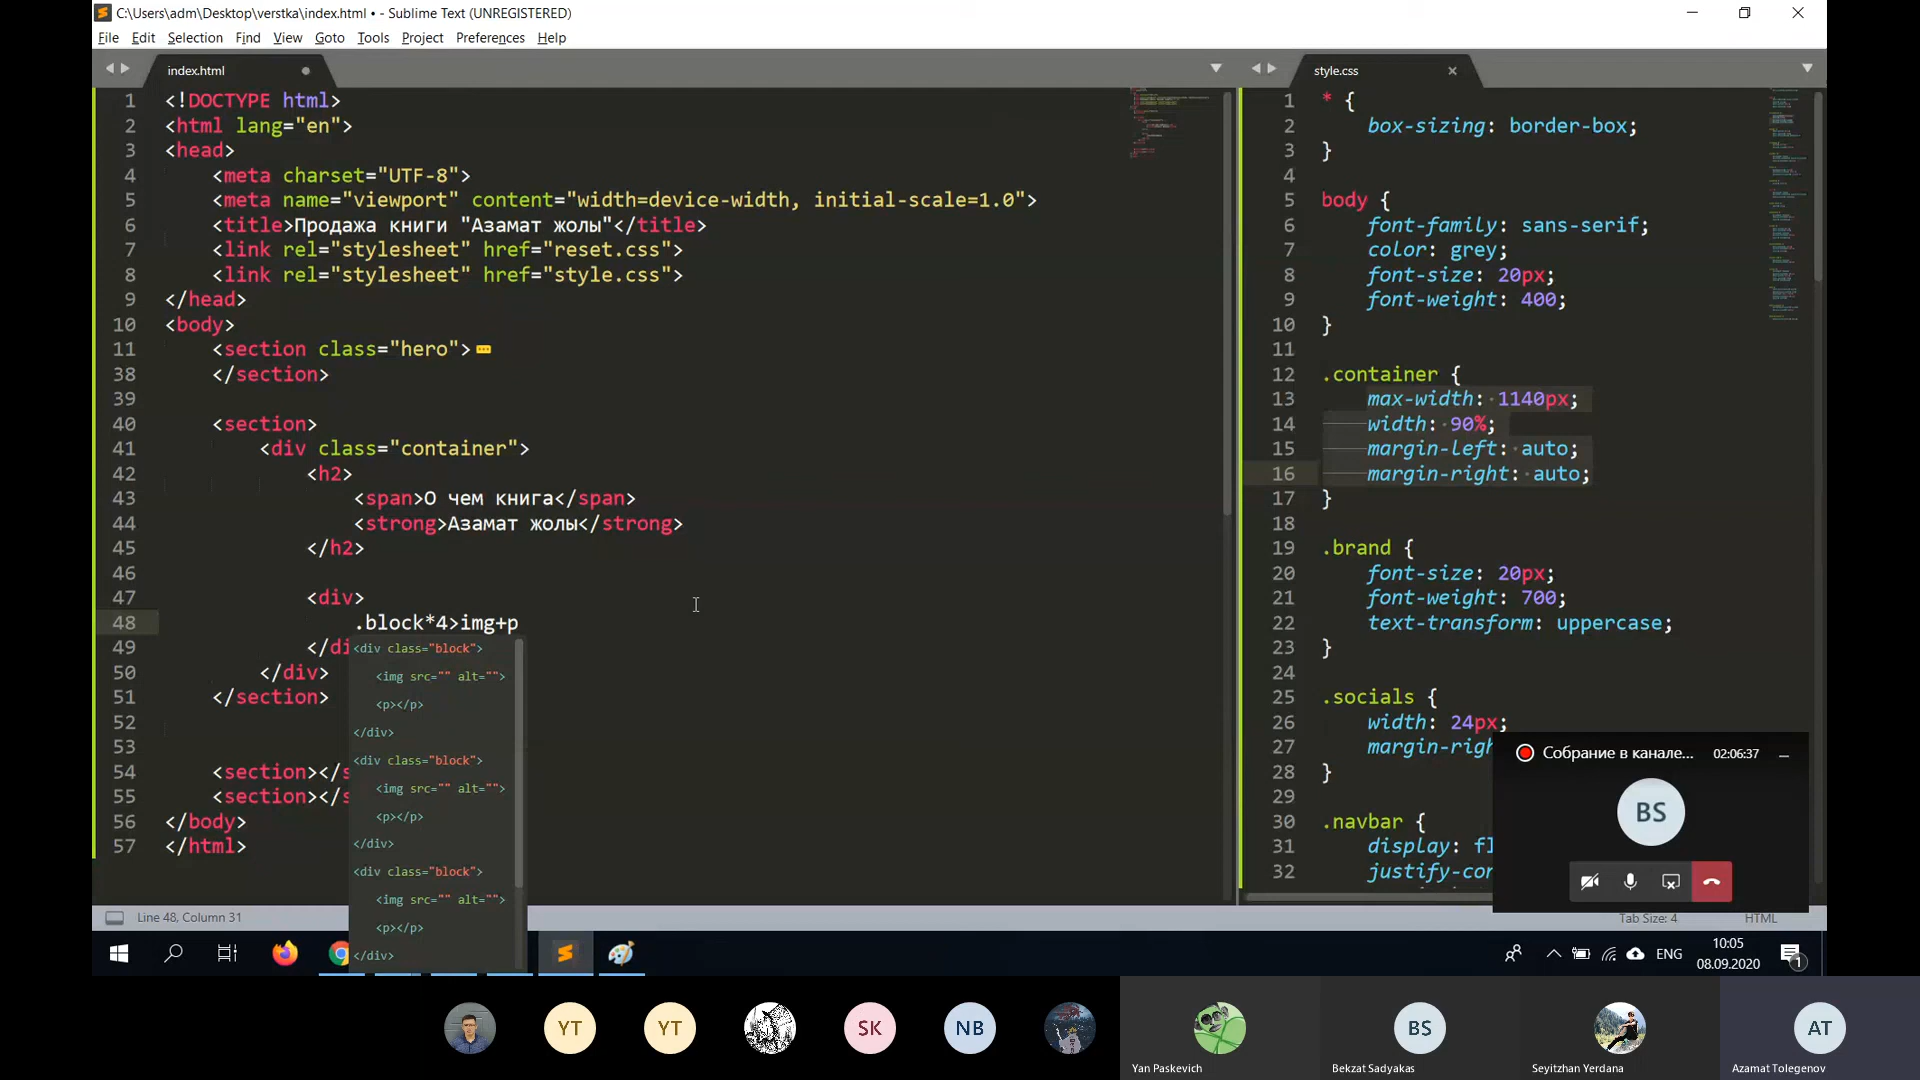 C:\Users\adm\Desktop\verstka\index.html • - Sublime Text (UNREGISTERED)
File Edit Selection Find View Goto Tools Project Preferences Help
index.html
1 <!DOCTYPE html>
2 <html lang="en">
3 <head>
4 <meta charset="UTF-8">
5 <meta name="viewport" content="width=device-width, initial-scale=1.0">
6 <title>Продажа книги "Азамат жолы"</title>
7 <link rel="stylesheet" href="reset.css">
8 <link rel="stylesheet" href="style.css">
9 </head>
10 <body>
11 <section class="hero">
38 </section>
39
40 <section>
41 <div class="container">
42 <h2>
43 <span>О чем книга</span>
44 <strong>Азамат жолы</strong>
45 </h2>
46
47 <div>
48 .block*4>img+p
49 </di
50 </div>
51 </section>
52
53
54 <section></s
55 <section></s
56 </body>
57 </html>
<div class="block">
<img src="" alt="">
<p></p>
</div>
<div class="block">
<img src="" alt="">
<p></p>
</div>
<div class="block">
<img src="" alt="">
<p></p>
</div>
style.css
1 * {
2 box-sizing: border-box;
3 }
4
5 body {
6 font-family: sans-serif;
7 color: grey;
8 font-size: 20px;
9 font-weight: 400;
10 }
11
12 .container {
13 max-width: 1140px;
14 width: 90%;
15 margin-left: auto;
16 margin-right: auto;
17 }
18
19 .brand {
20 font-size: 20px;
21 font-weight: 700;
22 text-transform: uppercase;
23 }
24
25 .socials {
26 width: 24px;
27 margin-righ
28 }
29
30 .navbar {
31 display: fl
32 justify-con
Собрание в канале... 02:06:37
BS
Line 48, Column 31
Tab Size: 4 HTML
ENG
10:05
08.09.2020
1
YT YT SK NB BS AT
Yan Paskevich Bekzat Sadyakas Seyitzhan Yerdana Azamat Tolegenov